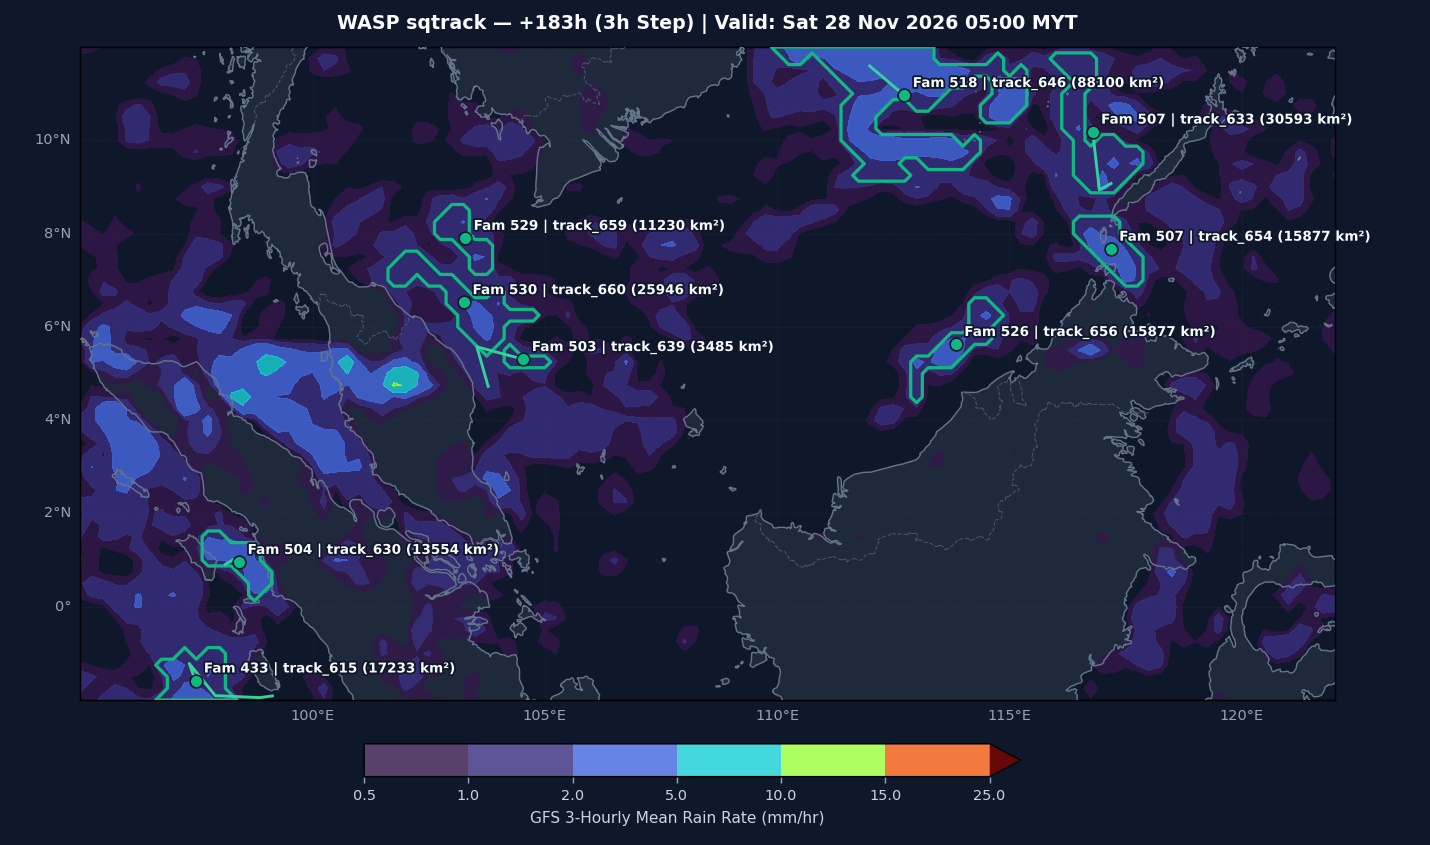 WASP sqtrack — +183h (3h Step) | Valid: Sat 28 Nov 2026 05:00 MYT
Fam 518 | track_646 (88100 km²)
Fam 507 | track_633 (30593 km²)
10°N
Fam 529 | track_659 (11230 km²)
8°N
Fam 507 | track_654 (15877 km²)
Fam 530 | track_660 (25946 km²)
6°N
Fam 526 | track_656 (15877 km²)
Fam 503 | track_639 (3485 km²)
4°N
2°N
Fam 504 | track_630 (13554 km²)
0°
Fam 433 | track_615 (17233 km²)
100°E 105°E 110°E 115°E 120°E
0.5 1.0 2.0 5.0 10.0 15.0 25.0
GFS 3-Hourly Mean Rain Rate (mm/hr)